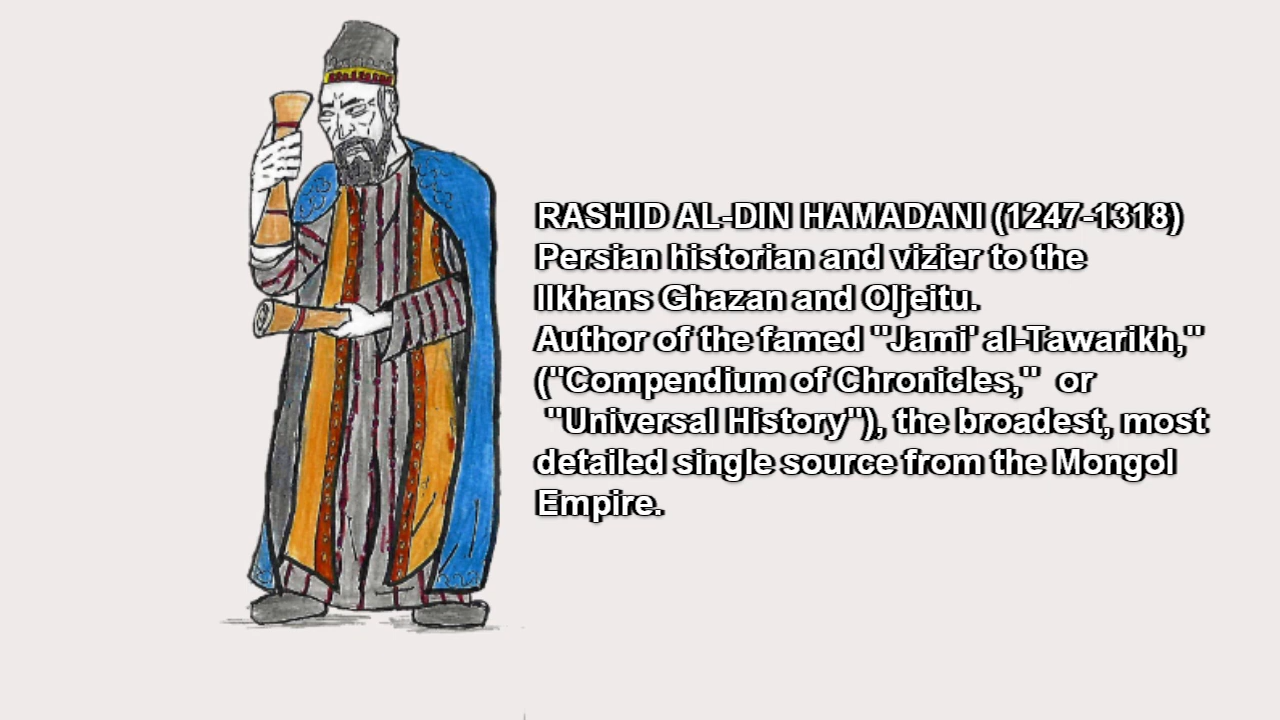 RASHID AL-DIN HAMADANI (1247-1318)
Persian historian and vizier to the
Ilkhans Ghazan and Oljeitu.
Author of the famed "Jami' al-Tawarikh,"
("Compendium of Chronicles,"  or
"Universal History"), the broadest, most
detailed single source from the Mongol
Empire.